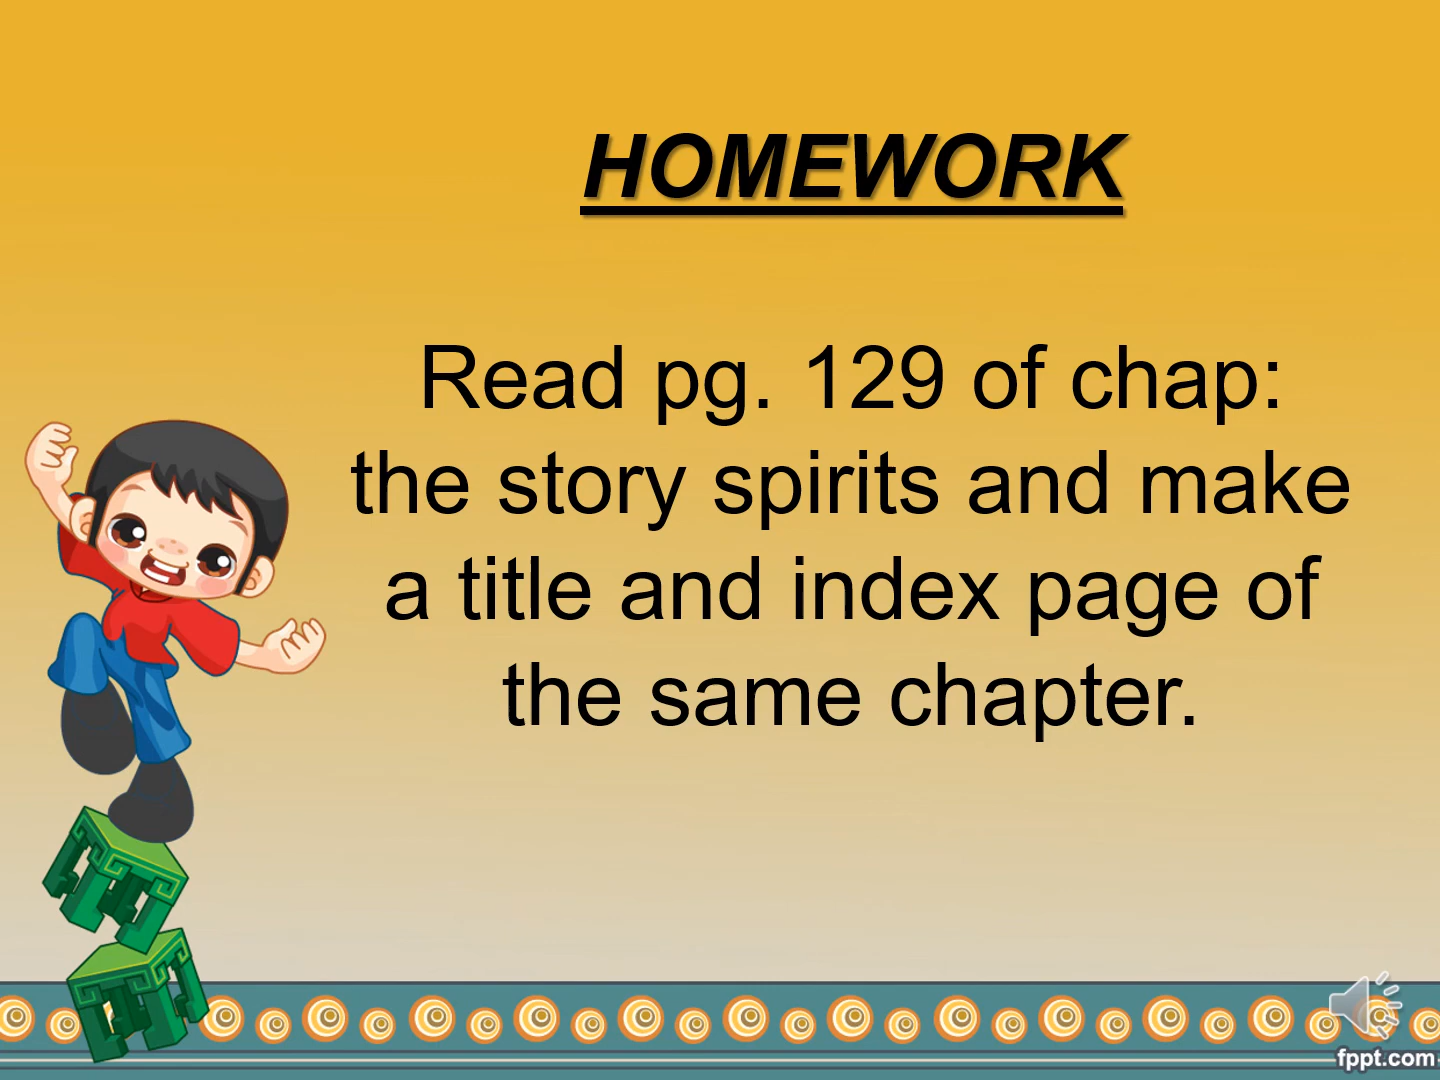 HOMEWORK
Read pg. 129 of chap:
the story spirits and make
a title and index page of
the same chapter.
fppt.com